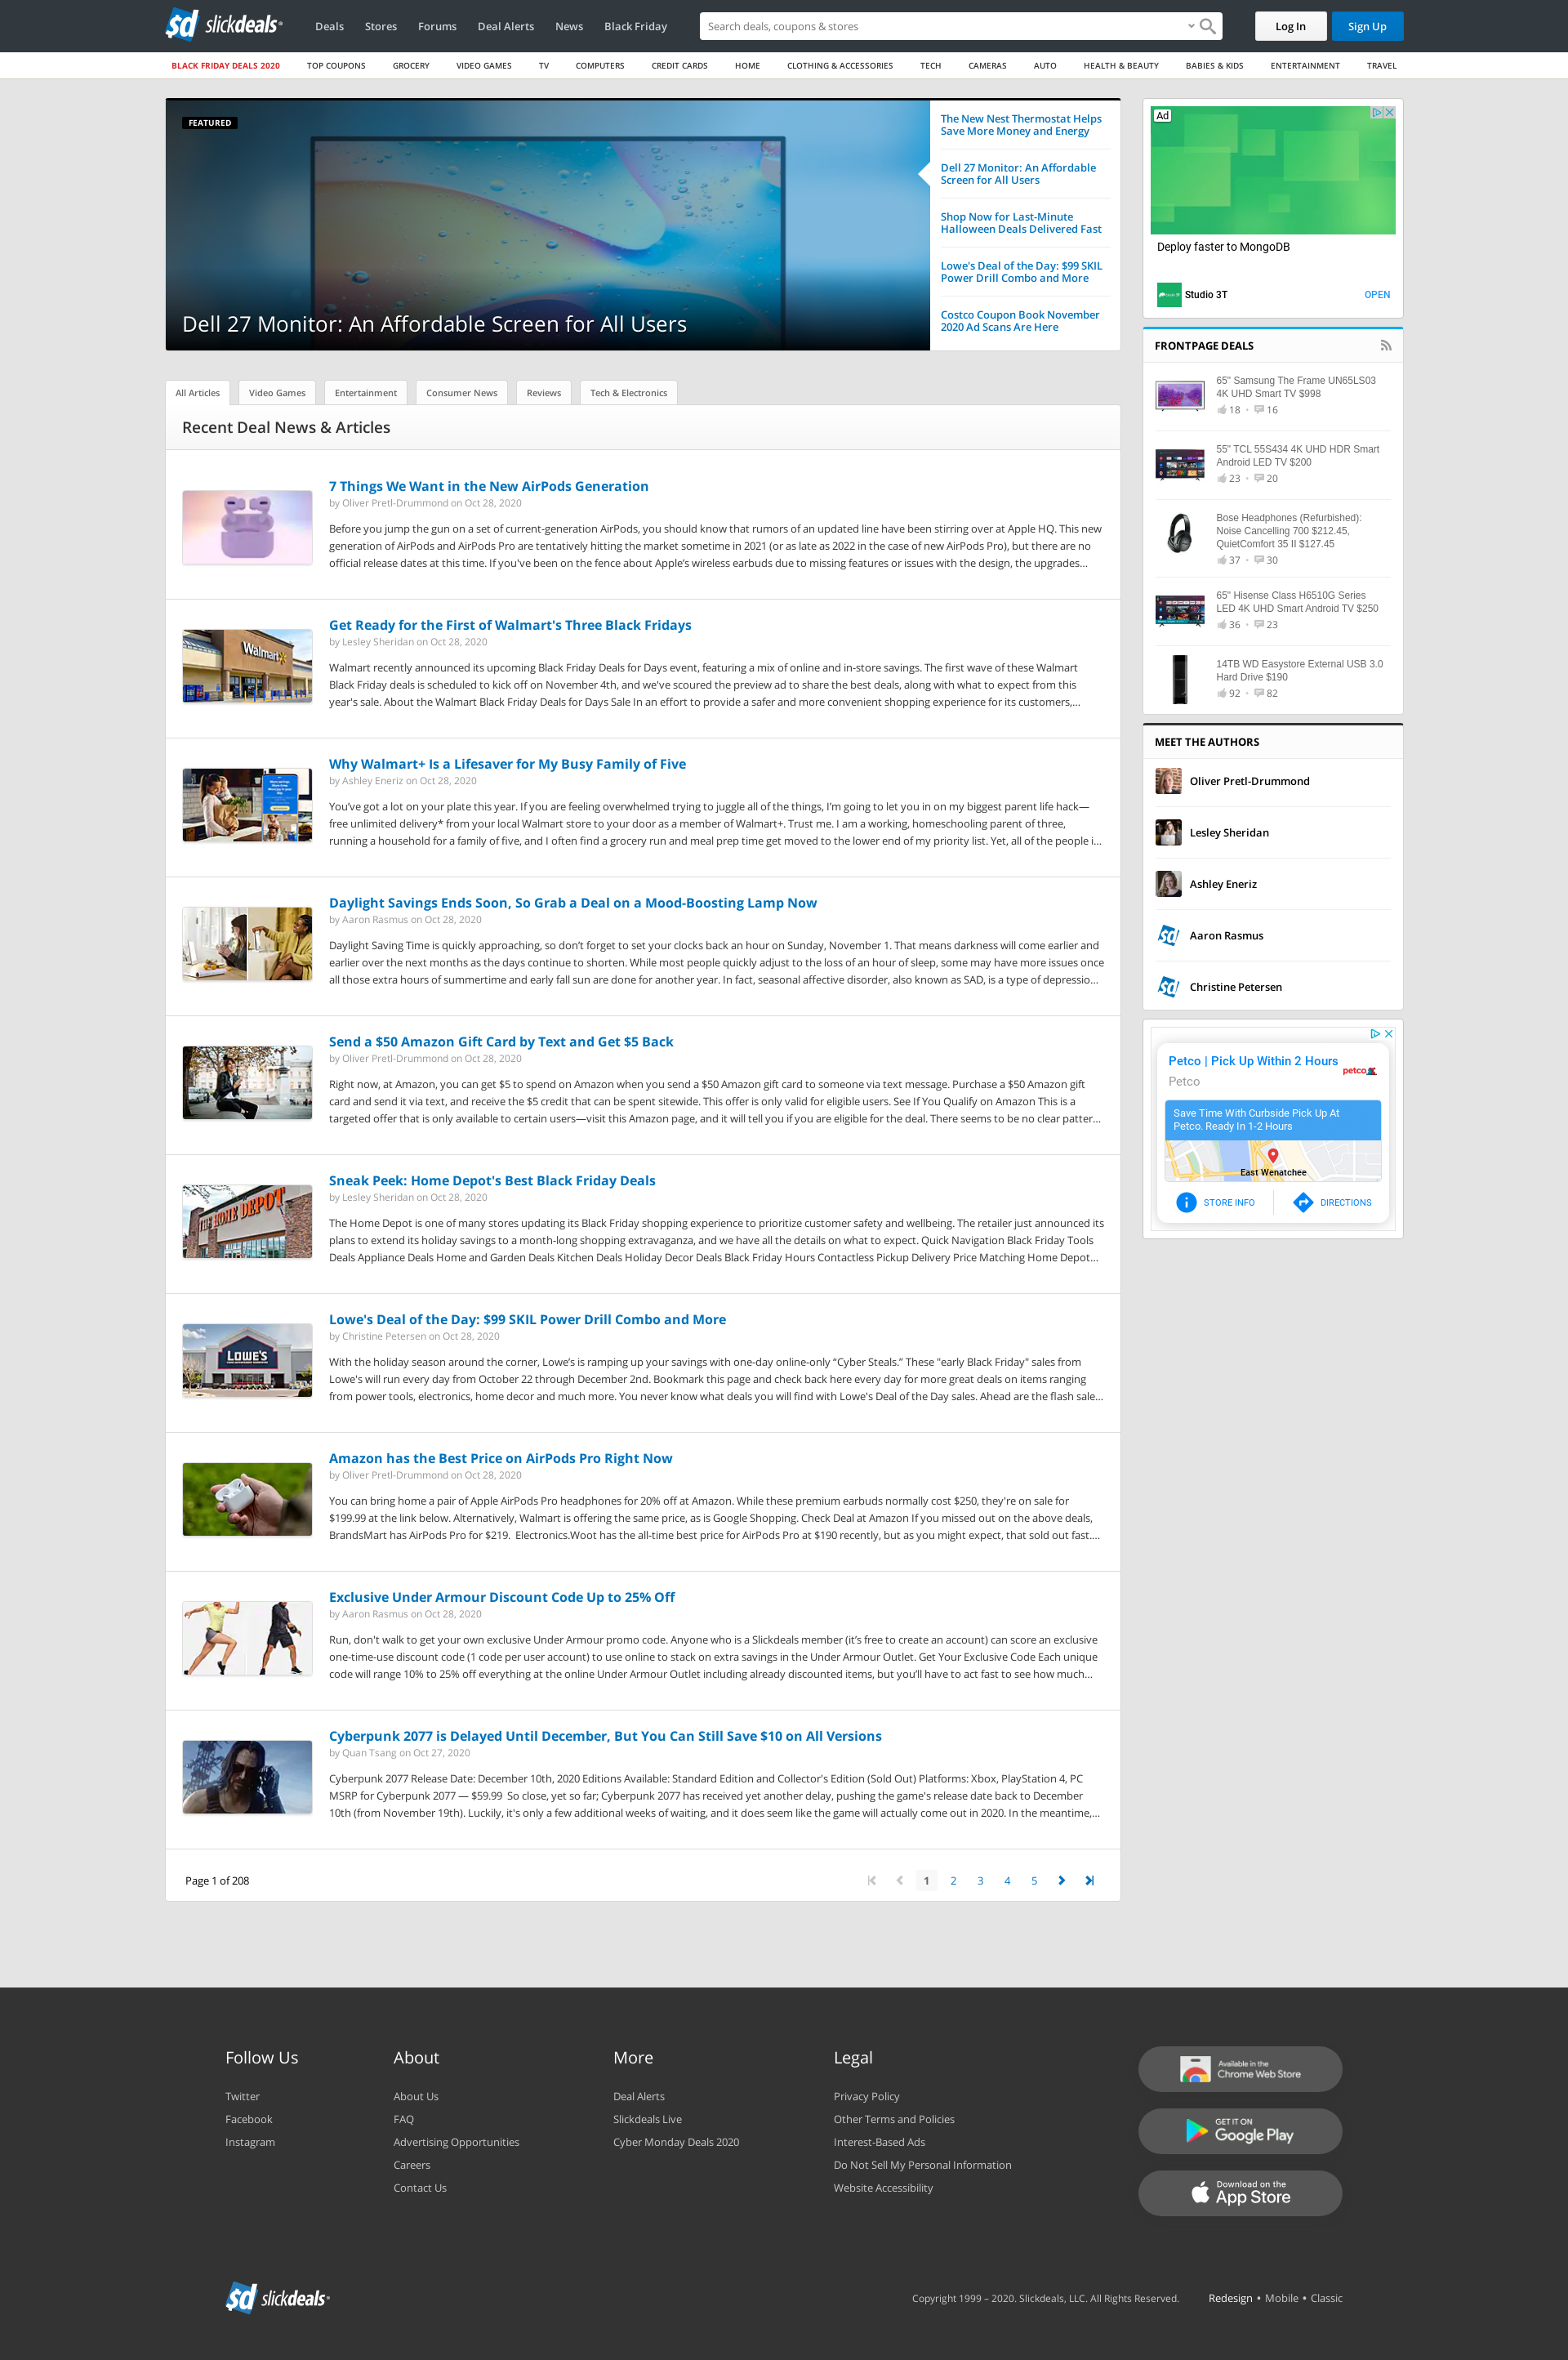 sd slickdeals
Deals Stores Forums Deal Alerts News Black Friday
Search deals, coupons & stores
Log In Sign Up
BLACK FRIDAY DEALS 2020 TOP COUPONS GROCERY VIDEO GAMES TV COMPUTERS CREDIT CARDS HOME CLOTHING & ACCESSORIES TECH CAMERAS AUTO HEALTH & BEAUTY BABIES & KIDS ENTERTAINMENT TRAVEL
FEATURED
Dell 27 Monitor: An Affordable Screen for All Users
The New Nest Thermostat Helps
Save More Money and Energy
Dell 27 Monitor: An Affordable
Screen for All Users
Shop Now for Last-Minute
Halloween Deals Delivered Fast
Lowe's Deal of the Day: $99 SKIL
Power Drill Combo and More
Costco Coupon Book November
2020 Ad Scans Are Here
All Articles Video Games Entertainment Consumer News Reviews Tech & Electronics
Recent Deal News & Articles
7 Things We Want in the New AirPods Generation
by Oliver Pretl-Drummond on Oct 28, 2020
Before you jump the gun on a set of current-generation AirPods, you should know that rumors of an updated line have been stirring over at Apple HQ. This new
generation of AirPods and AirPods Pro are tentatively hitting the market sometime in 2021 (or as late as 2022 in the case of new AirPods Pro), but there are no
official release dates at this time. If you've been on the fence about Apple’s wireless earbuds due to missing features or issues with the design, the upgrades...
Walmart
Get Ready for the First of Walmart's Three Black Fridays
by Lesley Sheridan on Oct 28, 2020
Walmart recently announced its upcoming Black Friday Deals for Days event, featuring a mix of online and in-store savings. The first wave of these Walmart
Black Friday deals is scheduled to kick off on November 4th, and we've scoured the preview ad to share the best deals, along with what to expect from this
year's sale. About the Walmart Black Friday Deals for Days Sale In an effort to provide a safer and more convenient shopping experience for its customers,...
Why Walmart+ Is a Lifesaver for My Busy Family of Five
by Ashley Eneriz on Oct 28, 2020
You’ve got a lot on your plate this year. If you are feeling overwhelmed trying to juggle all of the things, I’m going to let you in on my biggest parent life hack—
free unlimited delivery* from your local Walmart store to your door as a member of Walmart+. Trust me. I am a working, homeschooling parent of three,
running a household for a family of five, and I often find a grocery run and meal prep time get moved to the lower end of my priority list. Yet, all of the people i...
Daylight Savings Ends Soon, So Grab a Deal on a Mood-Boosting Lamp Now
by Aaron Rasmus on Oct 28, 2020
Daylight Saving Time is quickly approaching, so don’t forget to set your clocks back an hour on Sunday, November 1. That means darkness will come earlier and
earlier over the next months as the days continue to shorten. While most people quickly adjust to the loss of an hour of sleep, some may have more issues once
all those extra hours of summertime and early fall sun are done for another year. In fact, seasonal affective disorder, also known as SAD, is a type of depressio...
Send a $50 Amazon Gift Card by Text and Get $5 Back
by Oliver Pretl-Drummond on Oct 28, 2020
Right now, at Amazon, you can get $5 to spend on Amazon when you send a $50 Amazon gift card to someone via text message. Purchase a $50 Amazon gift
card and send it via text, and receive the $5 credit that can be spent sitewide. This offer is only valid for eligible users. See If You Qualify on Amazon This is a
targeted offer that is only available to certain users—visit this Amazon page, and it will tell you if you are eligible for the deal. There seems to be no clear patter...
THE HOME DEPOT
Sneak Peek: Home Depot's Best Black Friday Deals
by Lesley Sheridan on Oct 28, 2020
The Home Depot is one of many stores updating its Black Friday shopping experience to prioritize customer safety and wellbeing. The retailer just announced its
plans to extend its holiday savings to a month-long shopping extravaganza, and we have all the details on what to expect. Quick Navigation Black Friday Tools
Deals Appliance Deals Home and Garden Deals Kitchen Deals Holiday Decor Deals Black Friday Hours Contactless Pickup Delivery Price Matching Home Depot...
LOWE'S
Lowe's Deal of the Day: $99 SKIL Power Drill Combo and More
by Christine Petersen on Oct 28, 2020
With the holiday season around the corner, Lowe’s is ramping up your savings with one-day online-only “Cyber Steals.” These "early Black Friday" sales from
Lowe's will run every day from October 22 through December 2nd. Bookmark this page and check back here every day for more great deals on items ranging
from power tools, electronics, home decor and much more. You never know what deals you will find with Lowe's Deal of the Day sales. Ahead are the flash sale...
Amazon has the Best Price on AirPods Pro Right Now
by Oliver Pretl-Drummond on Oct 28, 2020
You can bring home a pair of Apple AirPods Pro headphones for 20% off at Amazon. While these premium earbuds normally cost $250, they're on sale for
$199.99 at the link below. Alternatively, Walmart is offering the same price, as is Google Shopping. Check Deal at Amazon If you missed out on the above deals,
BrandsMart has AirPods Pro for $219. Electronics.Woot has the all-time best price for AirPods Pro at $190 recently, but as you might expect, that sold out fast....
Exclusive Under Armour Discount Code Up to 25% Off
by Aaron Rasmus on Oct 28, 2020
Run, don't walk to get your own exclusive Under Armour promo code. Anyone who is a Slickdeals member (it’s free to create an account) can score an exclusive
one-time-use discount code (1 code per user account) to use online to stack on extra savings in the Under Armour Outlet. Get Your Exclusive Code Each unique
code will range 10% to 25% off everything at the online Under Armour Outlet including already discounted items, but you’ll have to act fast to see how much...
Cyberpunk 2077 is Delayed Until December, But You Can Still Save $10 on All Versions
by Quan Tsang on Oct 27, 2020
Cyberpunk 2077 Release Date: December 10th, 2020 Editions Available: Standard Edition and Collector's Edition (Sold Out) Platforms: Xbox, PlayStation 4, PC
MSRP for Cyberpunk 2077 — $59.99 So close, yet so far; Cyberpunk 2077 has received yet another delay, pushing the game's release date back to December
10th (from November 19th). Luckily, it's only a few additional weeks of waiting, and it does seem like the game will actually come out in 2020. In the meantime,...
Page 1 of 208
1 2 3 4 5
Ad
Deploy faster to MongoDB
Studio 3T OPEN
FRONTPAGE DEALS
65" Samsung The Frame UN65LS03
4K UHD Smart TV $998
18 • 16
55" TCL 55S434 4K UHD HDR Smart
Android LED TV $200
23 • 20
Bose Headphones (Refurbished):
Noise Cancelling 700 $212.45,
QuietComfort 35 II $127.45
37 • 30
65" Hisense Class H6510G Series
LED 4K UHD Smart Android TV $250
36 • 23
14TB WD Easystore External USB 3.0
Hard Drive $190
92 • 82
MEET THE AUTHORS
Oliver Pretl-Drummond
Lesley Sheridan
Ashley Eneriz
sd Aaron Rasmus
sd Christine Petersen
Petco | Pick Up Within 2 Hours
Petco
petco
Save Time With Curbside Pick Up At
Petco. Ready In 1-2 Hours
East Wenatchee
STORE INFO DIRECTIONS
Follow Us
Twitter
Facebook
Instagram
About
About Us
FAQ
Advertising Opportunities
Careers
Contact Us
More
Deal Alerts
Slickdeals Live
Cyber Monday Deals 2020
Legal
Privacy Policy
Other Terms and Policies
Interest-Based Ads
Do Not Sell My Personal Information
Website Accessibility
Available in the
Chrome Web Store
GET IT ON
Google Play
Download on the
App Store
sd slickdeals
Copyright 1999 – 2020. Slickdeals, LLC. All Rights Reserved.
Redesign • Mobile • Classic